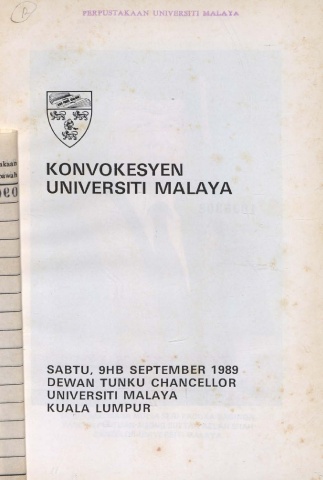 PERPUSTAKAAN UNIVERSITI MALAYA
KONVOKESYEN
UNIVERSITI MALAYA
SABTU, 9HB SEPTEMBER 1989
DEWAN TUNKU CHANCELLOR
UNIVERSITI MALAYA
KUALA LUMPUR